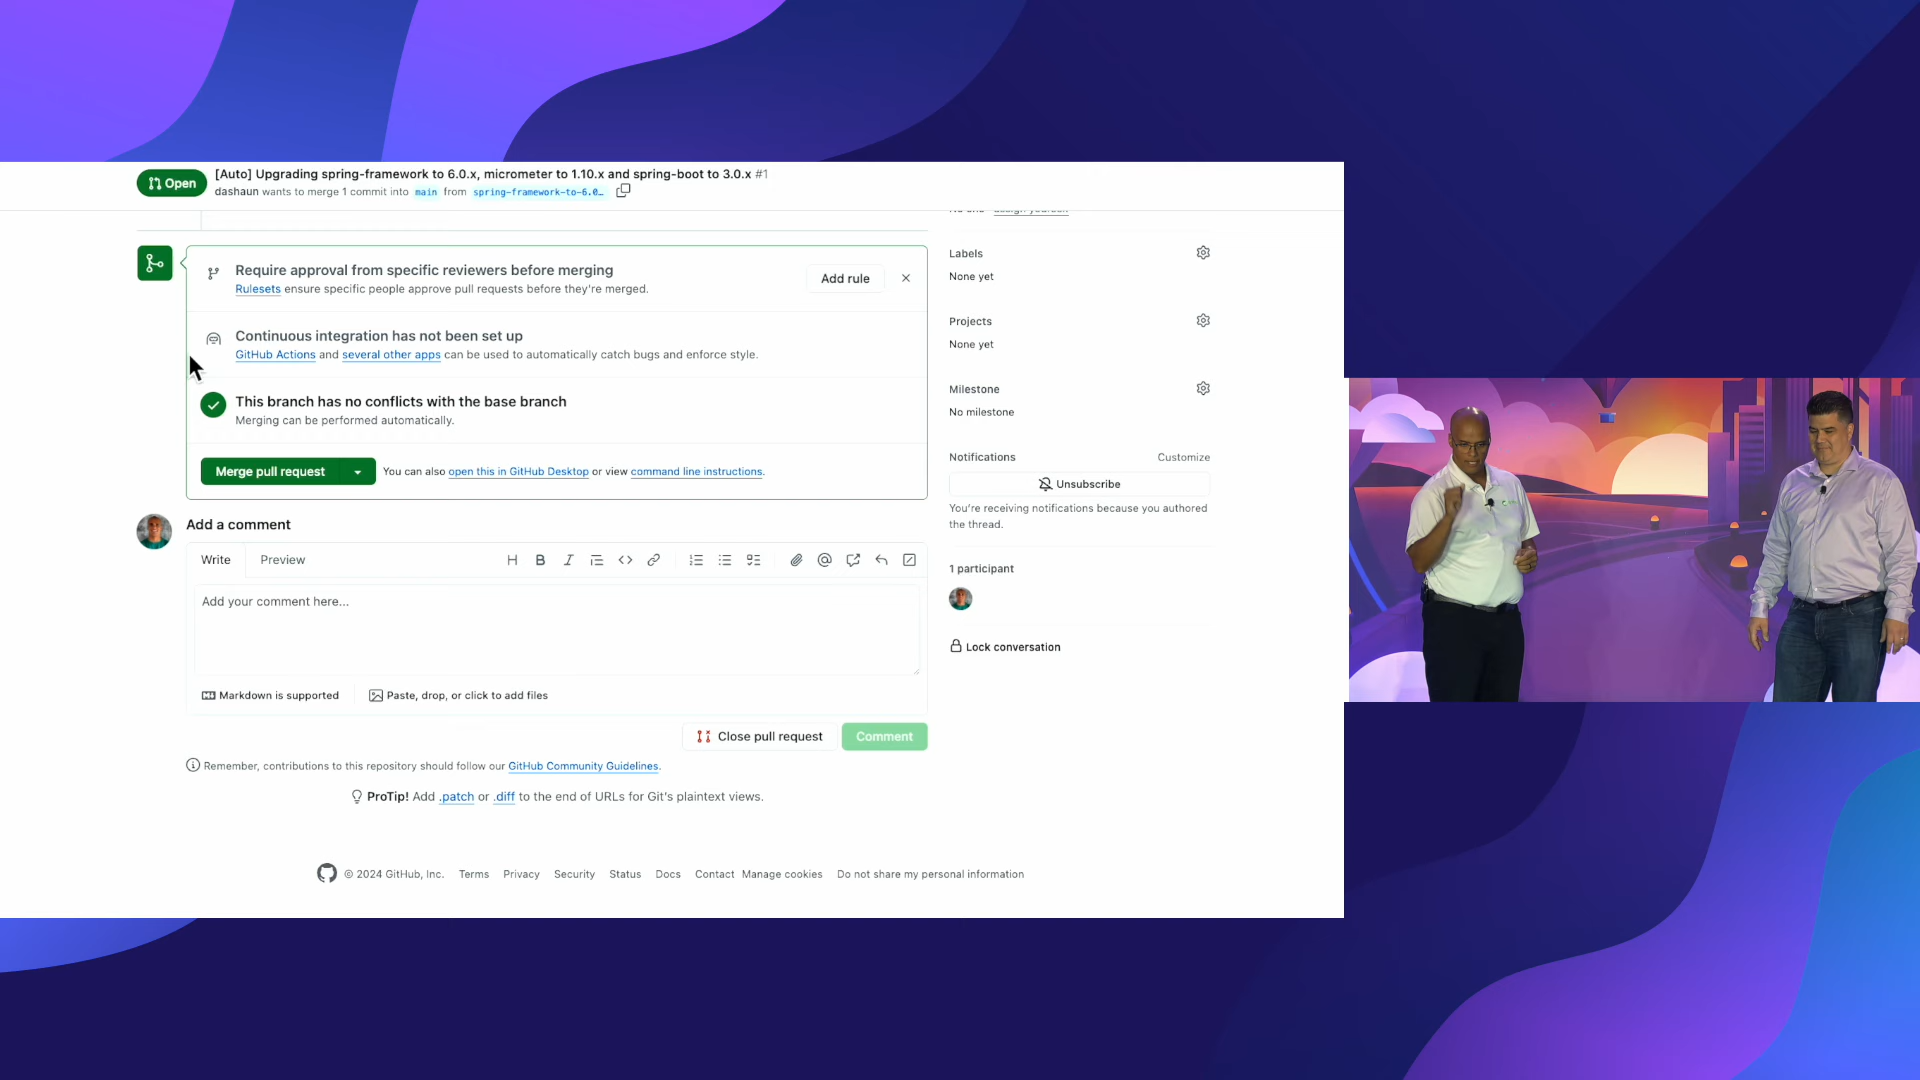 Open
[Auto] Upgrading spring-framework to 6.0.x, micrometer to 1.10.x and spring-boot to 3.0.x #1
dashaun wants to merge 1 commit into main from spring-framework-to-6.0…
Require approval from specific reviewers before merging
Rulesets ensure specific people approve pull requests before they're merged.
Add rule
Continuous integration has not been set up
GitHub Actions and several other apps can be used to automatically catch bugs and enforce style.
This branch has no conflicts with the base branch
Merging can be performed automatically.
Merge pull request
You can also open this in GitHub Desktop or view command line instructions.
Add a comment
Write
Preview
Add your comment here...
Markdown is supported
Paste, drop, or click to add files
Close pull request
Comment
Remember, contributions to this repository should follow our GitHub Community Guidelines.
ProTip! Add .patch or .diff to the end of URLs for Git's plaintext views.
Labels
None yet
Projects
None yet
Milestone
No milestone
Notifications
Customize
Unsubscribe
You're receiving notifications because you authored
the thread.
1 participant
Lock conversation
© 2024 GitHub, Inc.
Terms
Privacy
Security
Status
Docs
Contact
Manage cookies
Do not share my personal information